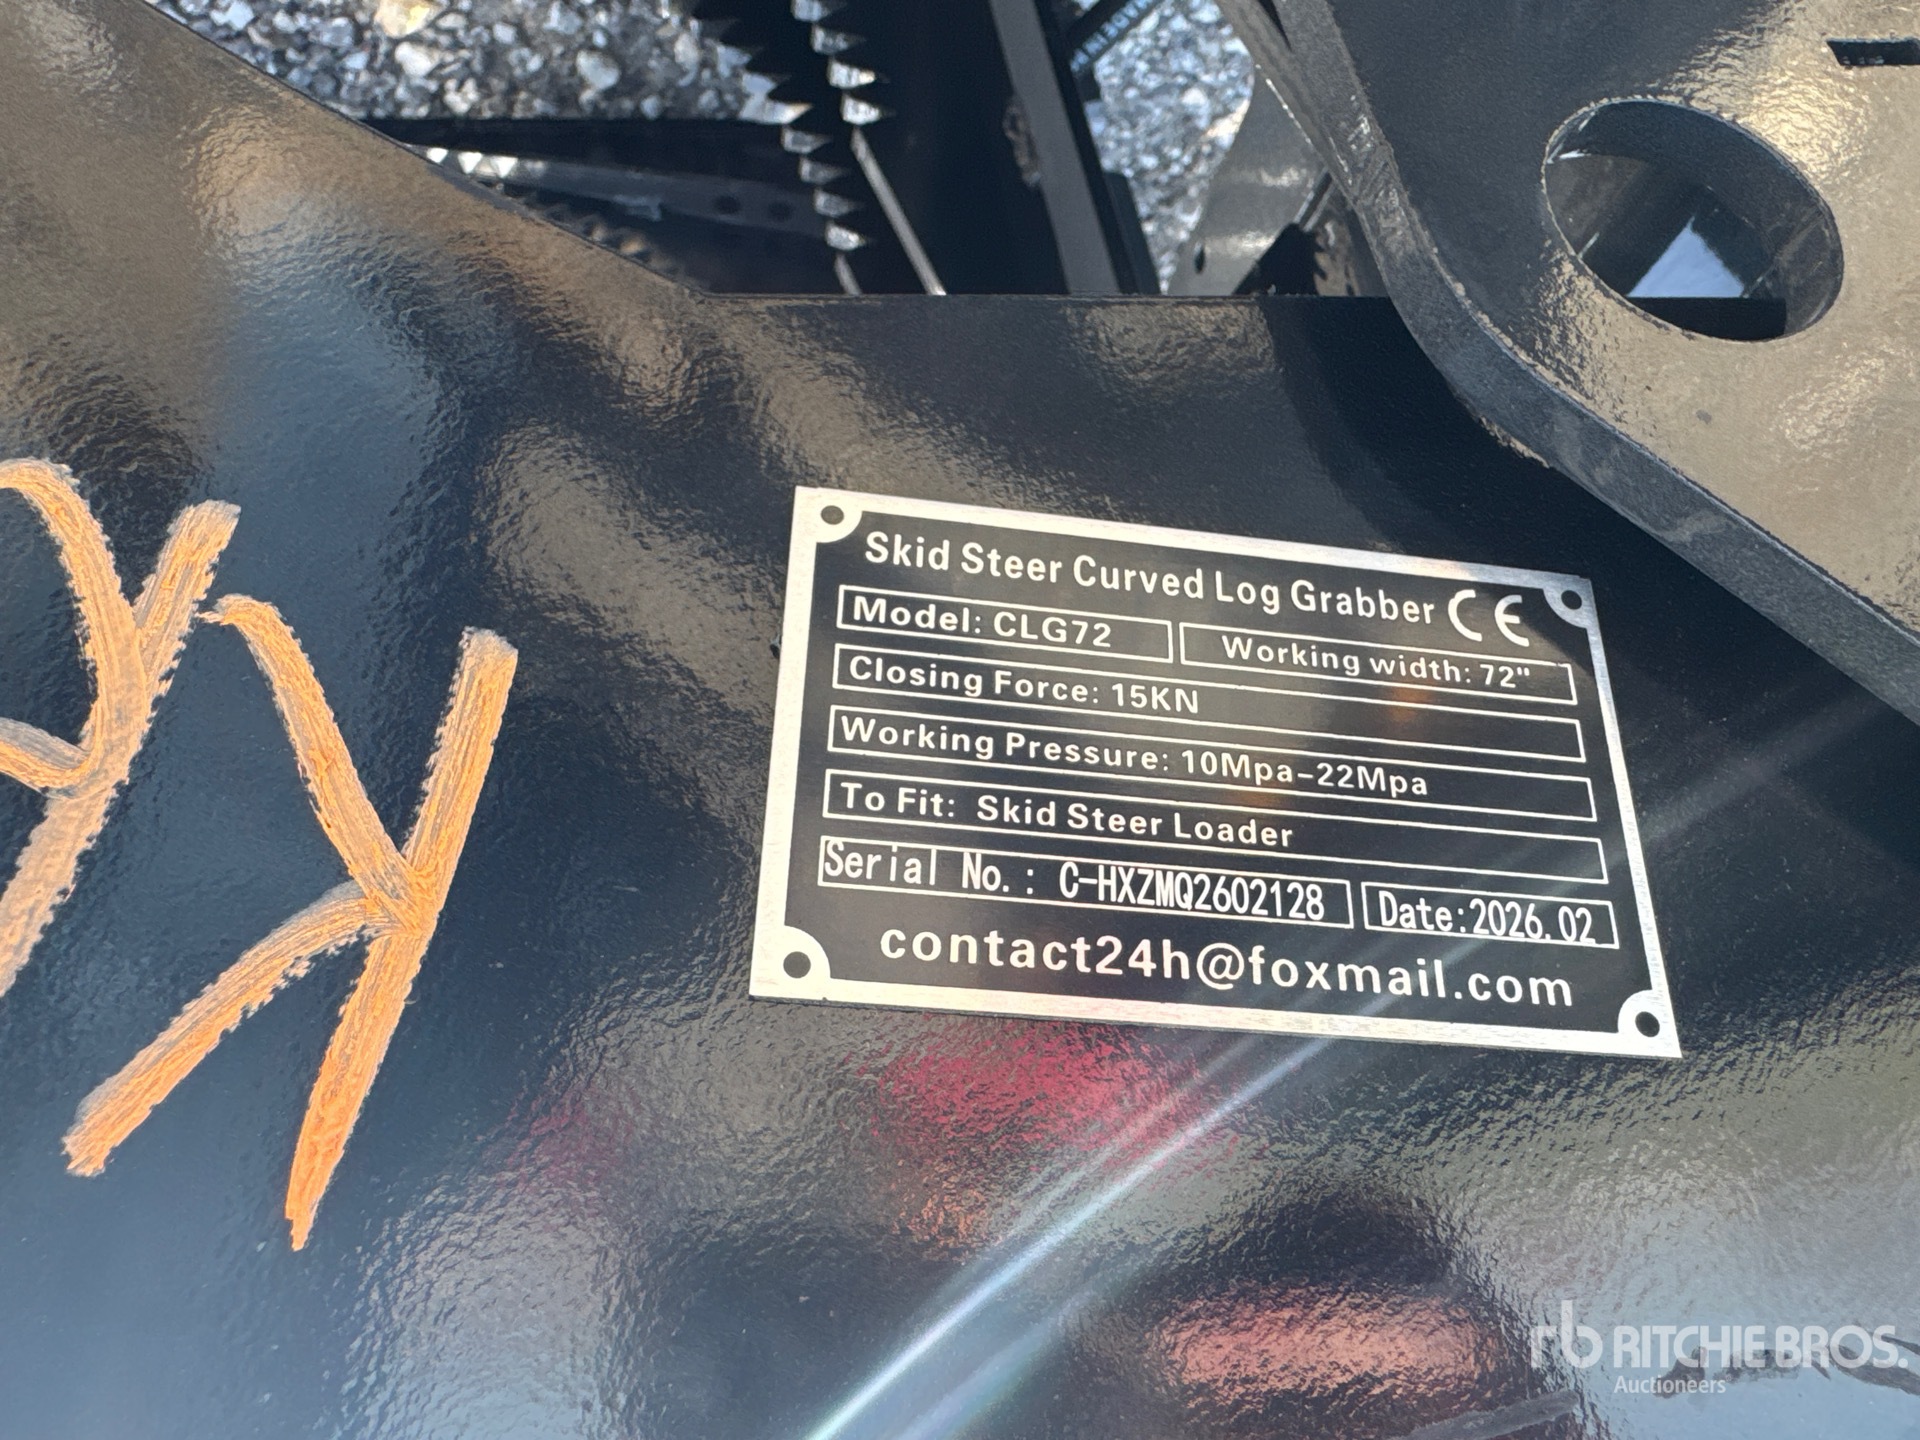 Skid Steer Curved Log Grabber CE
Model: CLG72
Working width: 72"
Closing Force: 15KN
Working Pressure: 10Mpa-22Mpa
To Fit: Skid Steer Loader
Serial No.: C-HXZMQ2602128
Date:2026.02
contact24h@foxmail.com
rb RITCHIE BROS.
Auctioneers